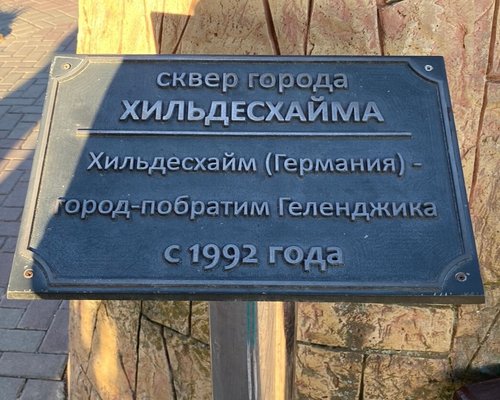 сквер города
ХИЛЬДЕСХАЙМА
Хильдесхайм (Германия) -
город-побратим Геленджика
с 1992 года